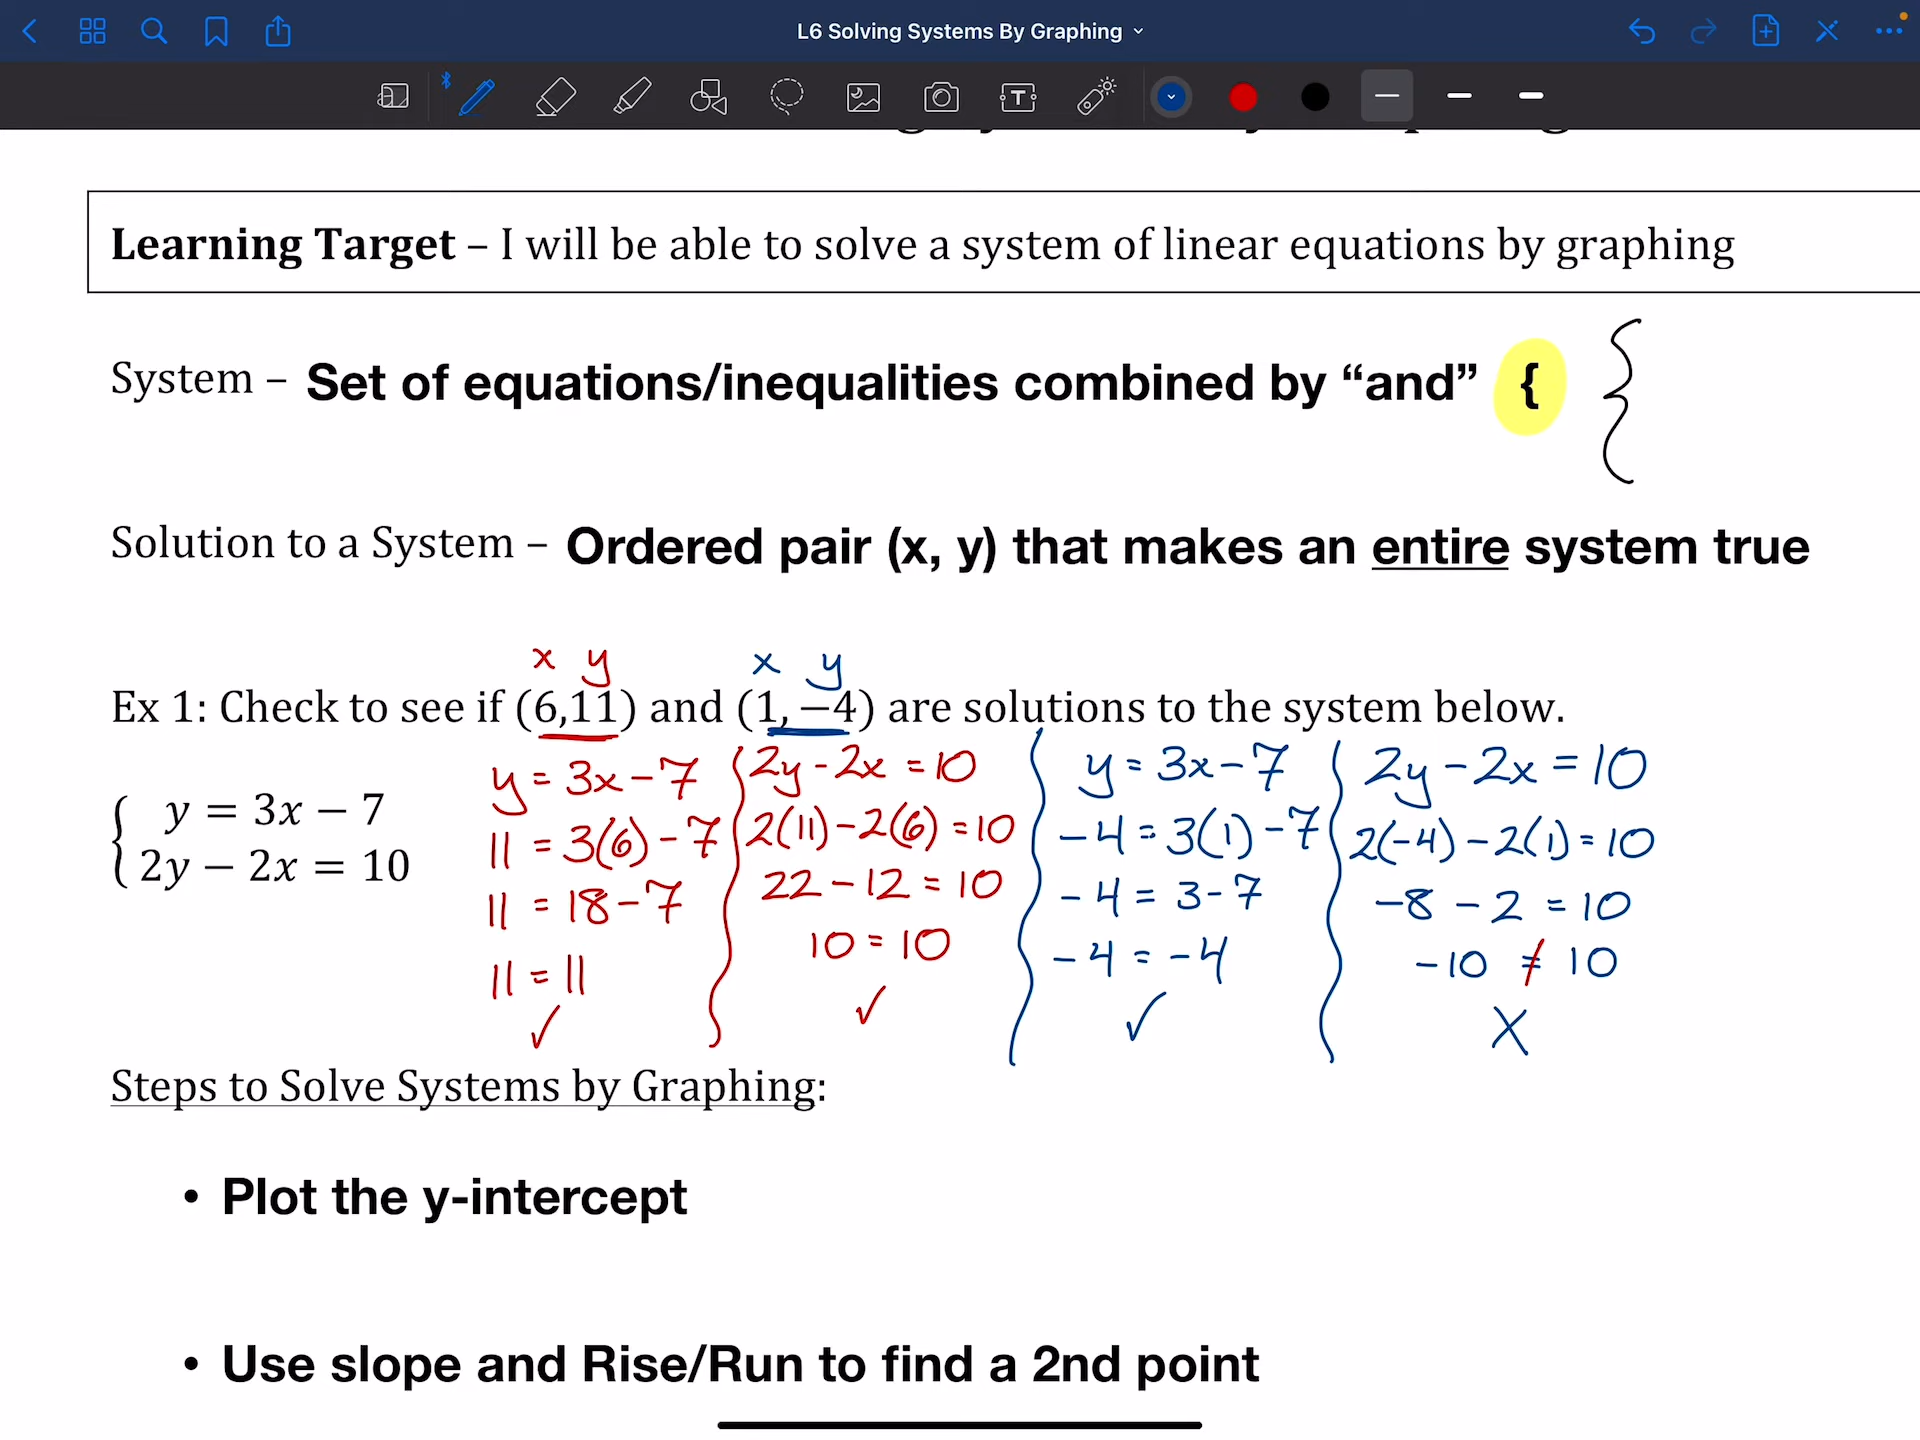 L6 Solving Systems By Graphing
Learning Target – I will be able to solve a system of linear equations by graphing
System – Set of equations/inequalities combined by “and” { {
Solution to a System – Ordered pair (x, y) that makes an entire system true
x y x y
Ex 1: Check to see if (6,11) and (1, −4) are solutions to the system below.
{ y = 3x − 7
2y − 2x = 10
y = 3x − 7
11 = 3(6) − 7
11 = 18 − 7
11 = 11
✓
2y − 2x = 10
2(11) − 2(6) = 10
22 − 12 = 10
10 = 10
✓
y = 3x − 7
−4 = 3(1) − 7
−4 = 3 − 7
−4 = −4
✓
2y − 2x = 10
2(−4) − 2(1) = 10
−8 − 2 = 10
−10 ≠ 10
X
Steps to Solve Systems by Graphing:
• Plot the y-intercept
• Use slope and Rise/Run to find a 2nd point